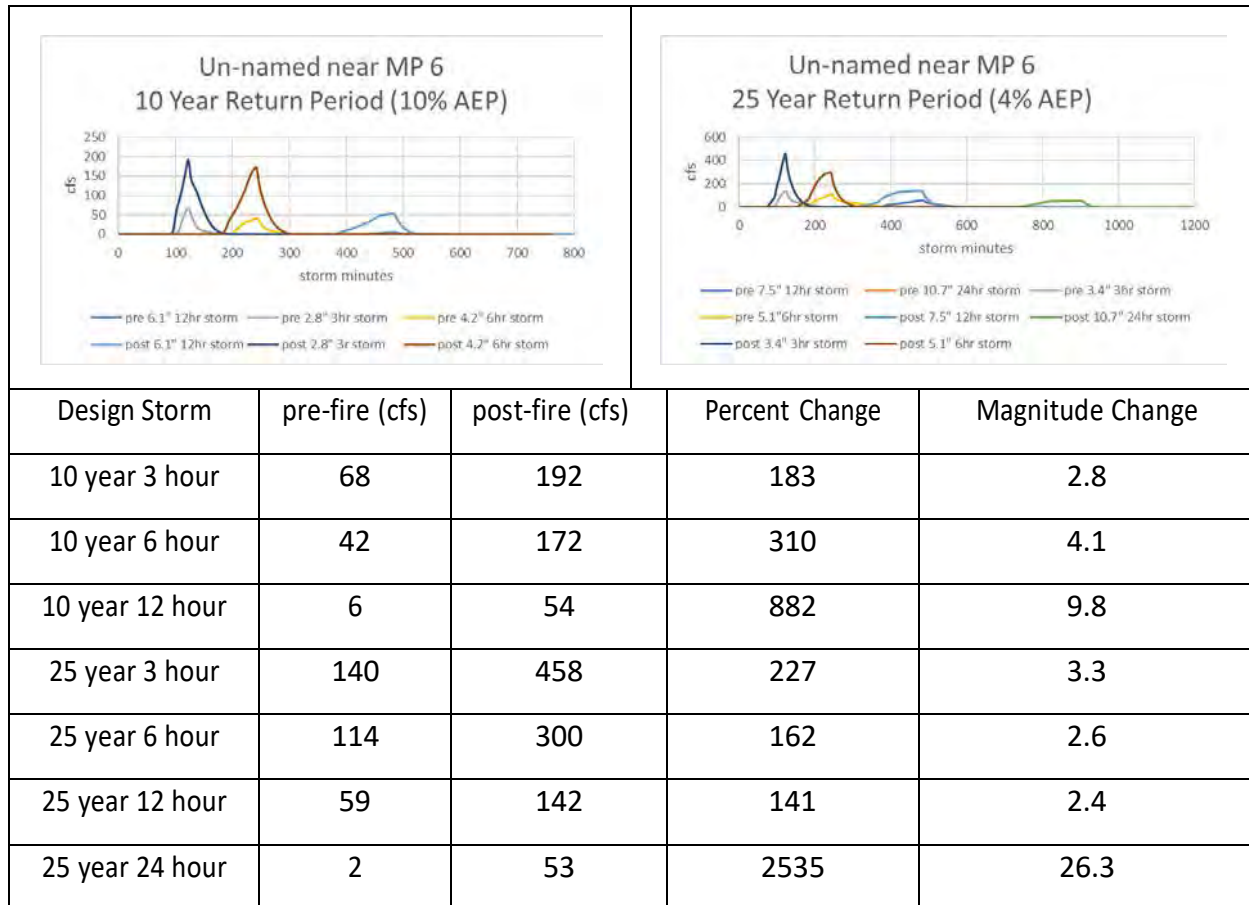 Un-named near MP 6
10 Year Return Period (10% AEP)
250
200
150
100
50
0
cfs
0 100 200 300 400 500 600 700 800
storm minutes
pre 6.1" 12hr storm pre 2.8" 3hr storm pre 4.2" 6hr storm
post 6.1" 12hr storm post 2.8" 3r storm post 4.2" 6hr storm
Un-named near MP 6
25 Year Return Period (4% AEP)
600
400
200
0
cfs
0 200 400 600 800 1000 1200
storm minutes
pre 7.5" 12hr storm pre 10.7" 24hr storm pre 3.4" 3hr storm
pre 5.1"6hr storm post 7.5" 12hr storm post 10.7" 24hr storm
post 3.4" 3hr storm post 5.1" 6hr storm
Design Storm pre-fire (cfs) post-fire (cfs) Percent Change Magnitude Change
10 year 3 hour 68 192 183 2.8
10 year 6 hour 42 172 310 4.1
10 year 12 hour 6 54 882 9.8
25 year 3 hour 140 458 227 3.3
25 year 6 hour 114 300 162 2.6
25 year 12 hour 59 142 141 2.4
25 year 24 hour 2 53 2535 26.3